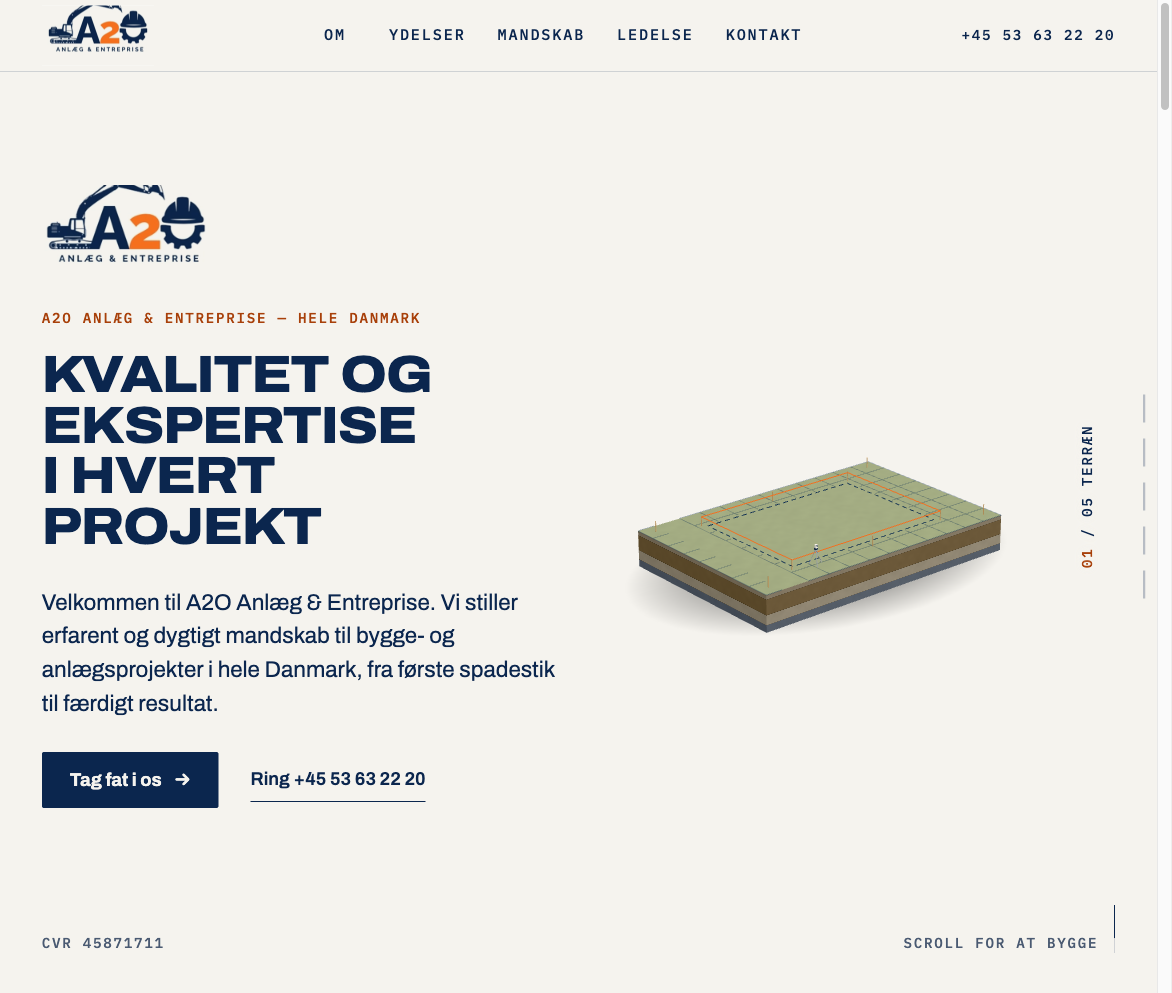 A2O
ANLÆG & ENTREPRISE
OM YDELSER MANDSKAB LEDELSE KONTAKT
+45 53 63 22 20
A2O
ANLÆG & ENTREPRISE
A2O ANLÆG & ENTREPRISE — HELE DANMARK
KVALITET OG
EKSPERTISE
I HVERT
PROJEKT
Velkommen til A2O Anlæg & Entreprise. Vi stiller
erfarent og dygtigt mandskab til bygge- og
anlægsprojekter i hele Danmark, fra første spadestik
til færdigt resultat.
Tag fat i os →
Ring +45 53 63 22 20
01 / 05 TERRÆN
CVR 45871711
SCROLL FOR AT BYGGE